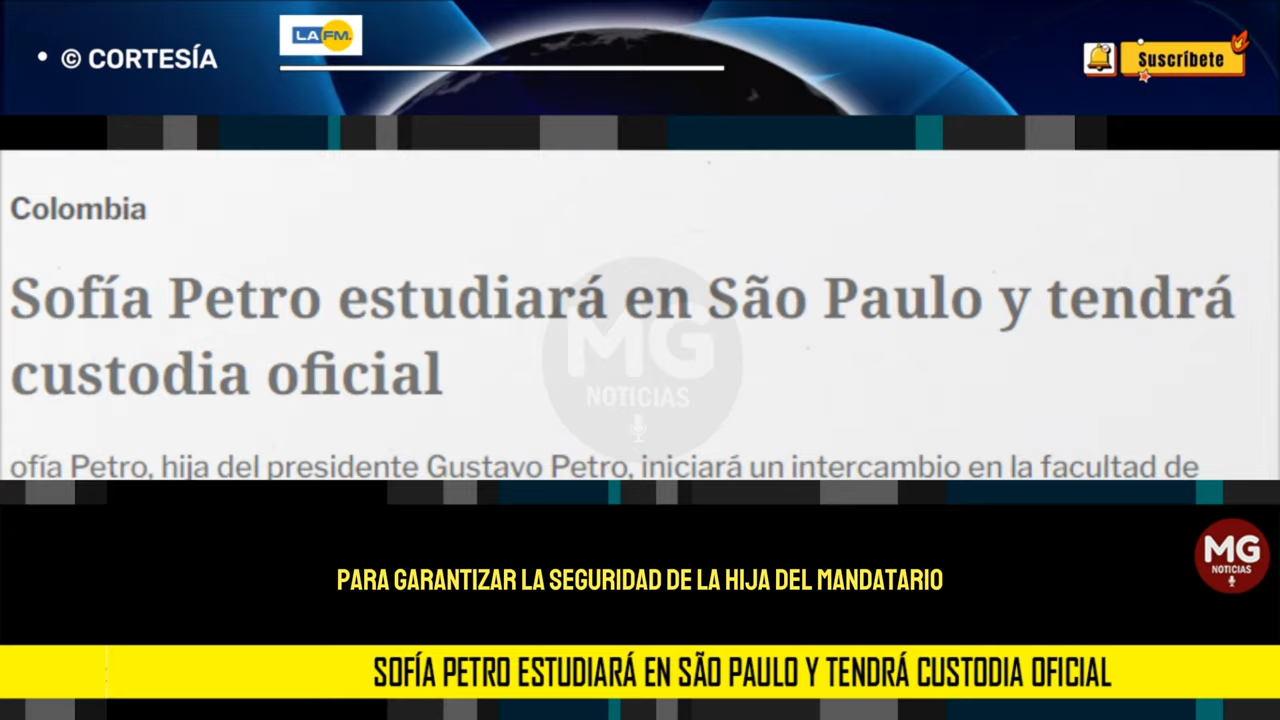 • © CORTESÍA
LA FM.
Suscríbete
Colombia
Sofía Petro estudiará en São Paulo y tendrá
custodia oficial
MG
NOTICIAS
ofía Petro, hija del presidente Gustavo Petro, iniciará un intercambio en la facultad de
PARA GARANTIZAR LA SEGURIDAD DE LA HIJA DEL MANDATARIO
MG
NOTICIAS
SOFÍA PETRO ESTUDIARÁ EN SÃO PAULO Y TENDRÁ CUSTODIA OFICIAL